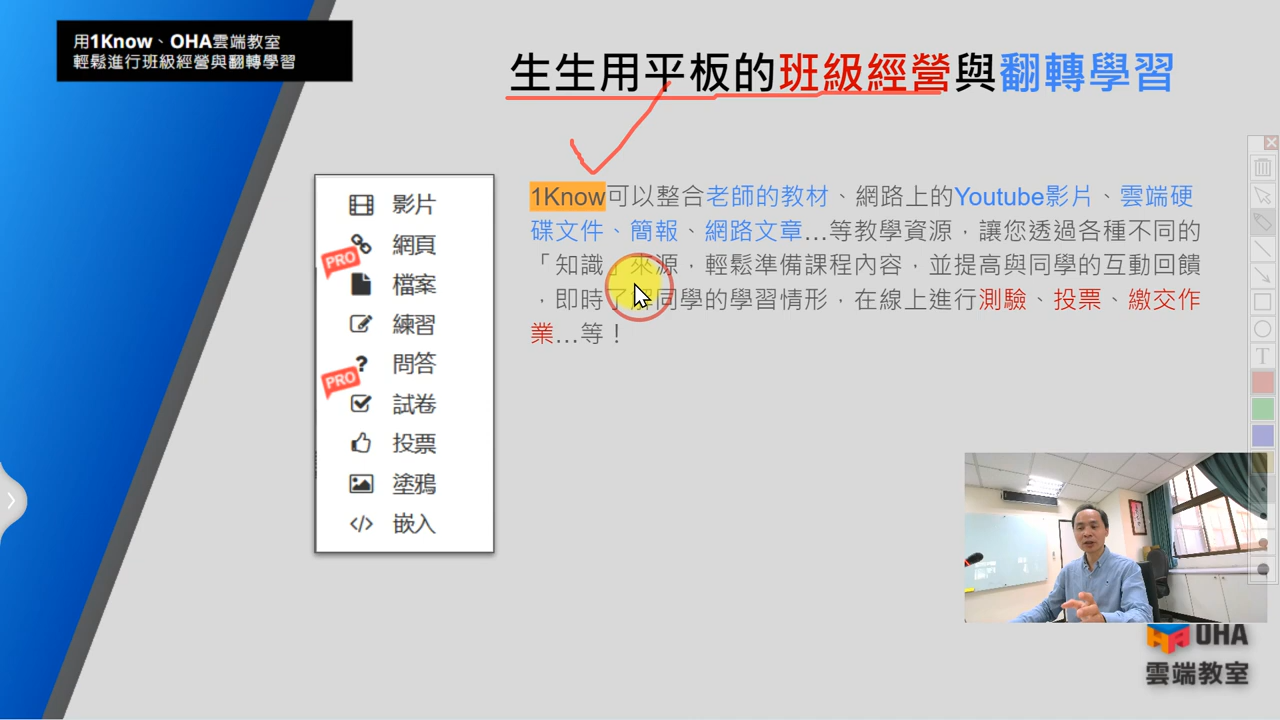 用1Know、OHA雲端教室
輕鬆進行班級經營與翻轉學習
生生用平板的班級經營與翻轉學習
影片
網頁
PRO
檔案
練習
問答
PRO
試卷
投票
塗鴉
嵌入
1Know可以整合老師的教材、網路上的Youtube影片、雲端硬
碟文件、簡報、網路文章...等教學資源，讓您透過各種不同的
「知識」來源，輕鬆準備課程內容，並提高與同學的互動回饋
，即時了解同學的學習情形，在線上進行測驗、投票、繳交作
業...等！
T
OHA
雲端教室